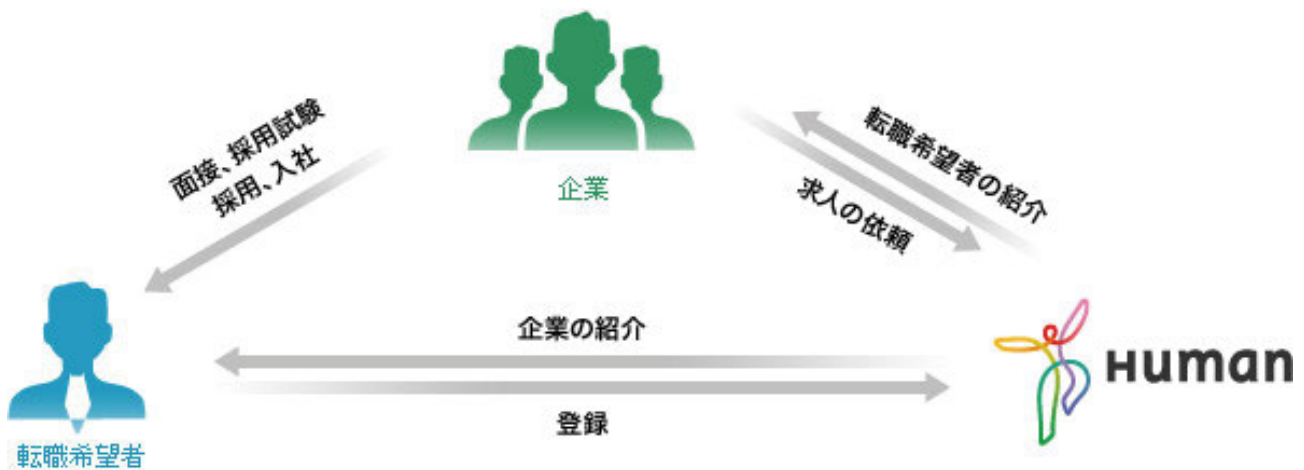 面接、採用試験
採用、入社
企業
転職希望者の紹介
求人の依頼
企業の紹介
登録
転職希望者
Human